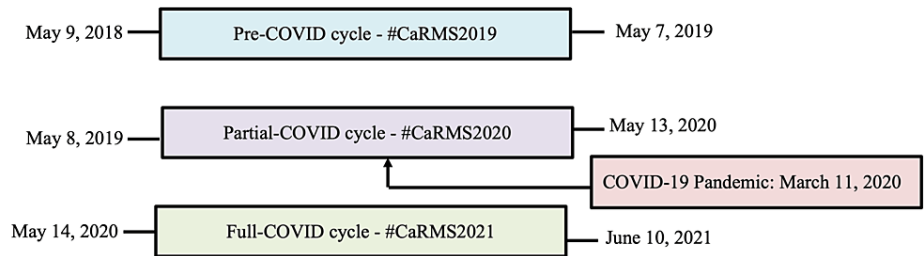 May 9, 2018
Pre-COVID cycle - #CaRMS2019
May 7, 2019
May 8, 2019
Partial-COVID cycle - #CaRMS2020
May 13, 2020
COVID-19 Pandemic: March 11, 2020
May 14, 2020
Full-COVID cycle - #CaRMS2021
June 10, 2021